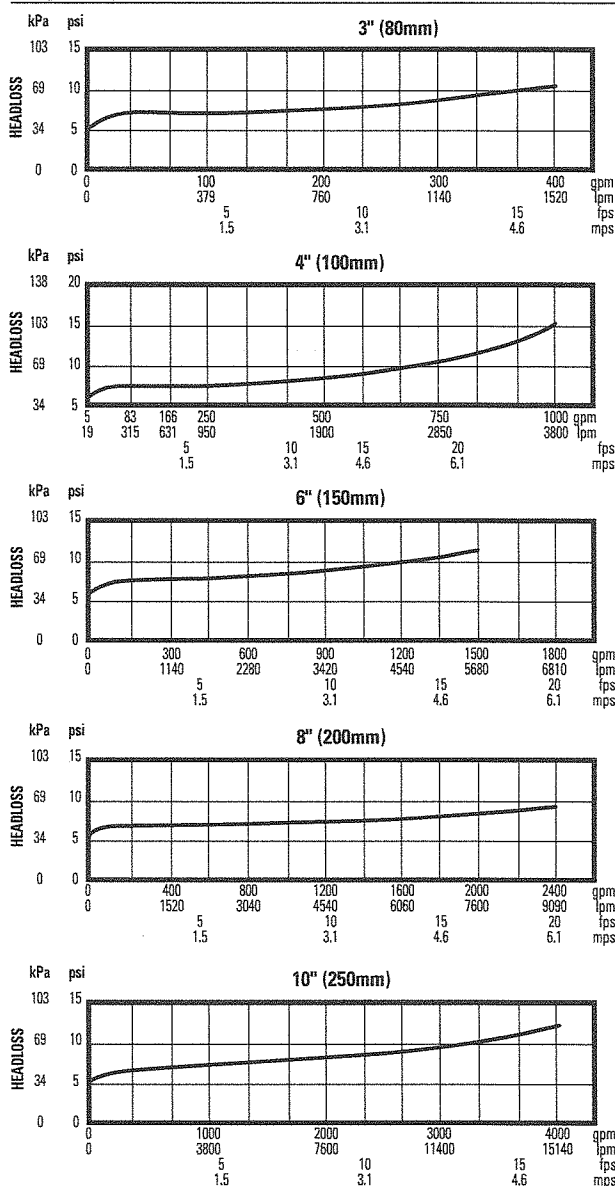 kPa psi 3" (80mm)
103 15
69 10
34 5
0 0
HEADLOSS
0 100 200 300 400 gpm
0 379 760 1140 1520 lpm
5 10 15 fps
1.5 3.1 4.6 mps
kPa psi 4" (100mm)
138 20
103 15
69 10
34 5
HEADLOSS
5 83 166 250 500 750 1000 gpm
19 315 631 950 1900 2850 3800 lpm
5 10 15 20 fps
1.5 3.1 4.6 6.1 mps
kPa psi 6" (150mm)
103 15
69 10
34 5
0 0
HEADLOSS
0 300 600 900 1200 1500 1800 gpm
0 1140 2280 3420 4540 5680 6810 lpm
5 10 15 20 fps
1.5 3.1 4.6 6.1 mps
kPa psi 8" (200mm)
103 15
69 10
34 5
0 0
HEADLOSS
0 400 800 1200 1600 2000 2400 gpm
0 1520 3040 4540 6060 7600 9090 lpm
5 10 15 20 fps
1.5 3.1 4.6 6.1 mps
kPa psi 10" (250mm)
103 15
69 10
34 5
0 0
HEADLOSS
0 1000 2000 3000 4000 gpm
0 3800 7600 11400 15140 lpm
5 10 15 fps
1.5 3.1 4.6 mps